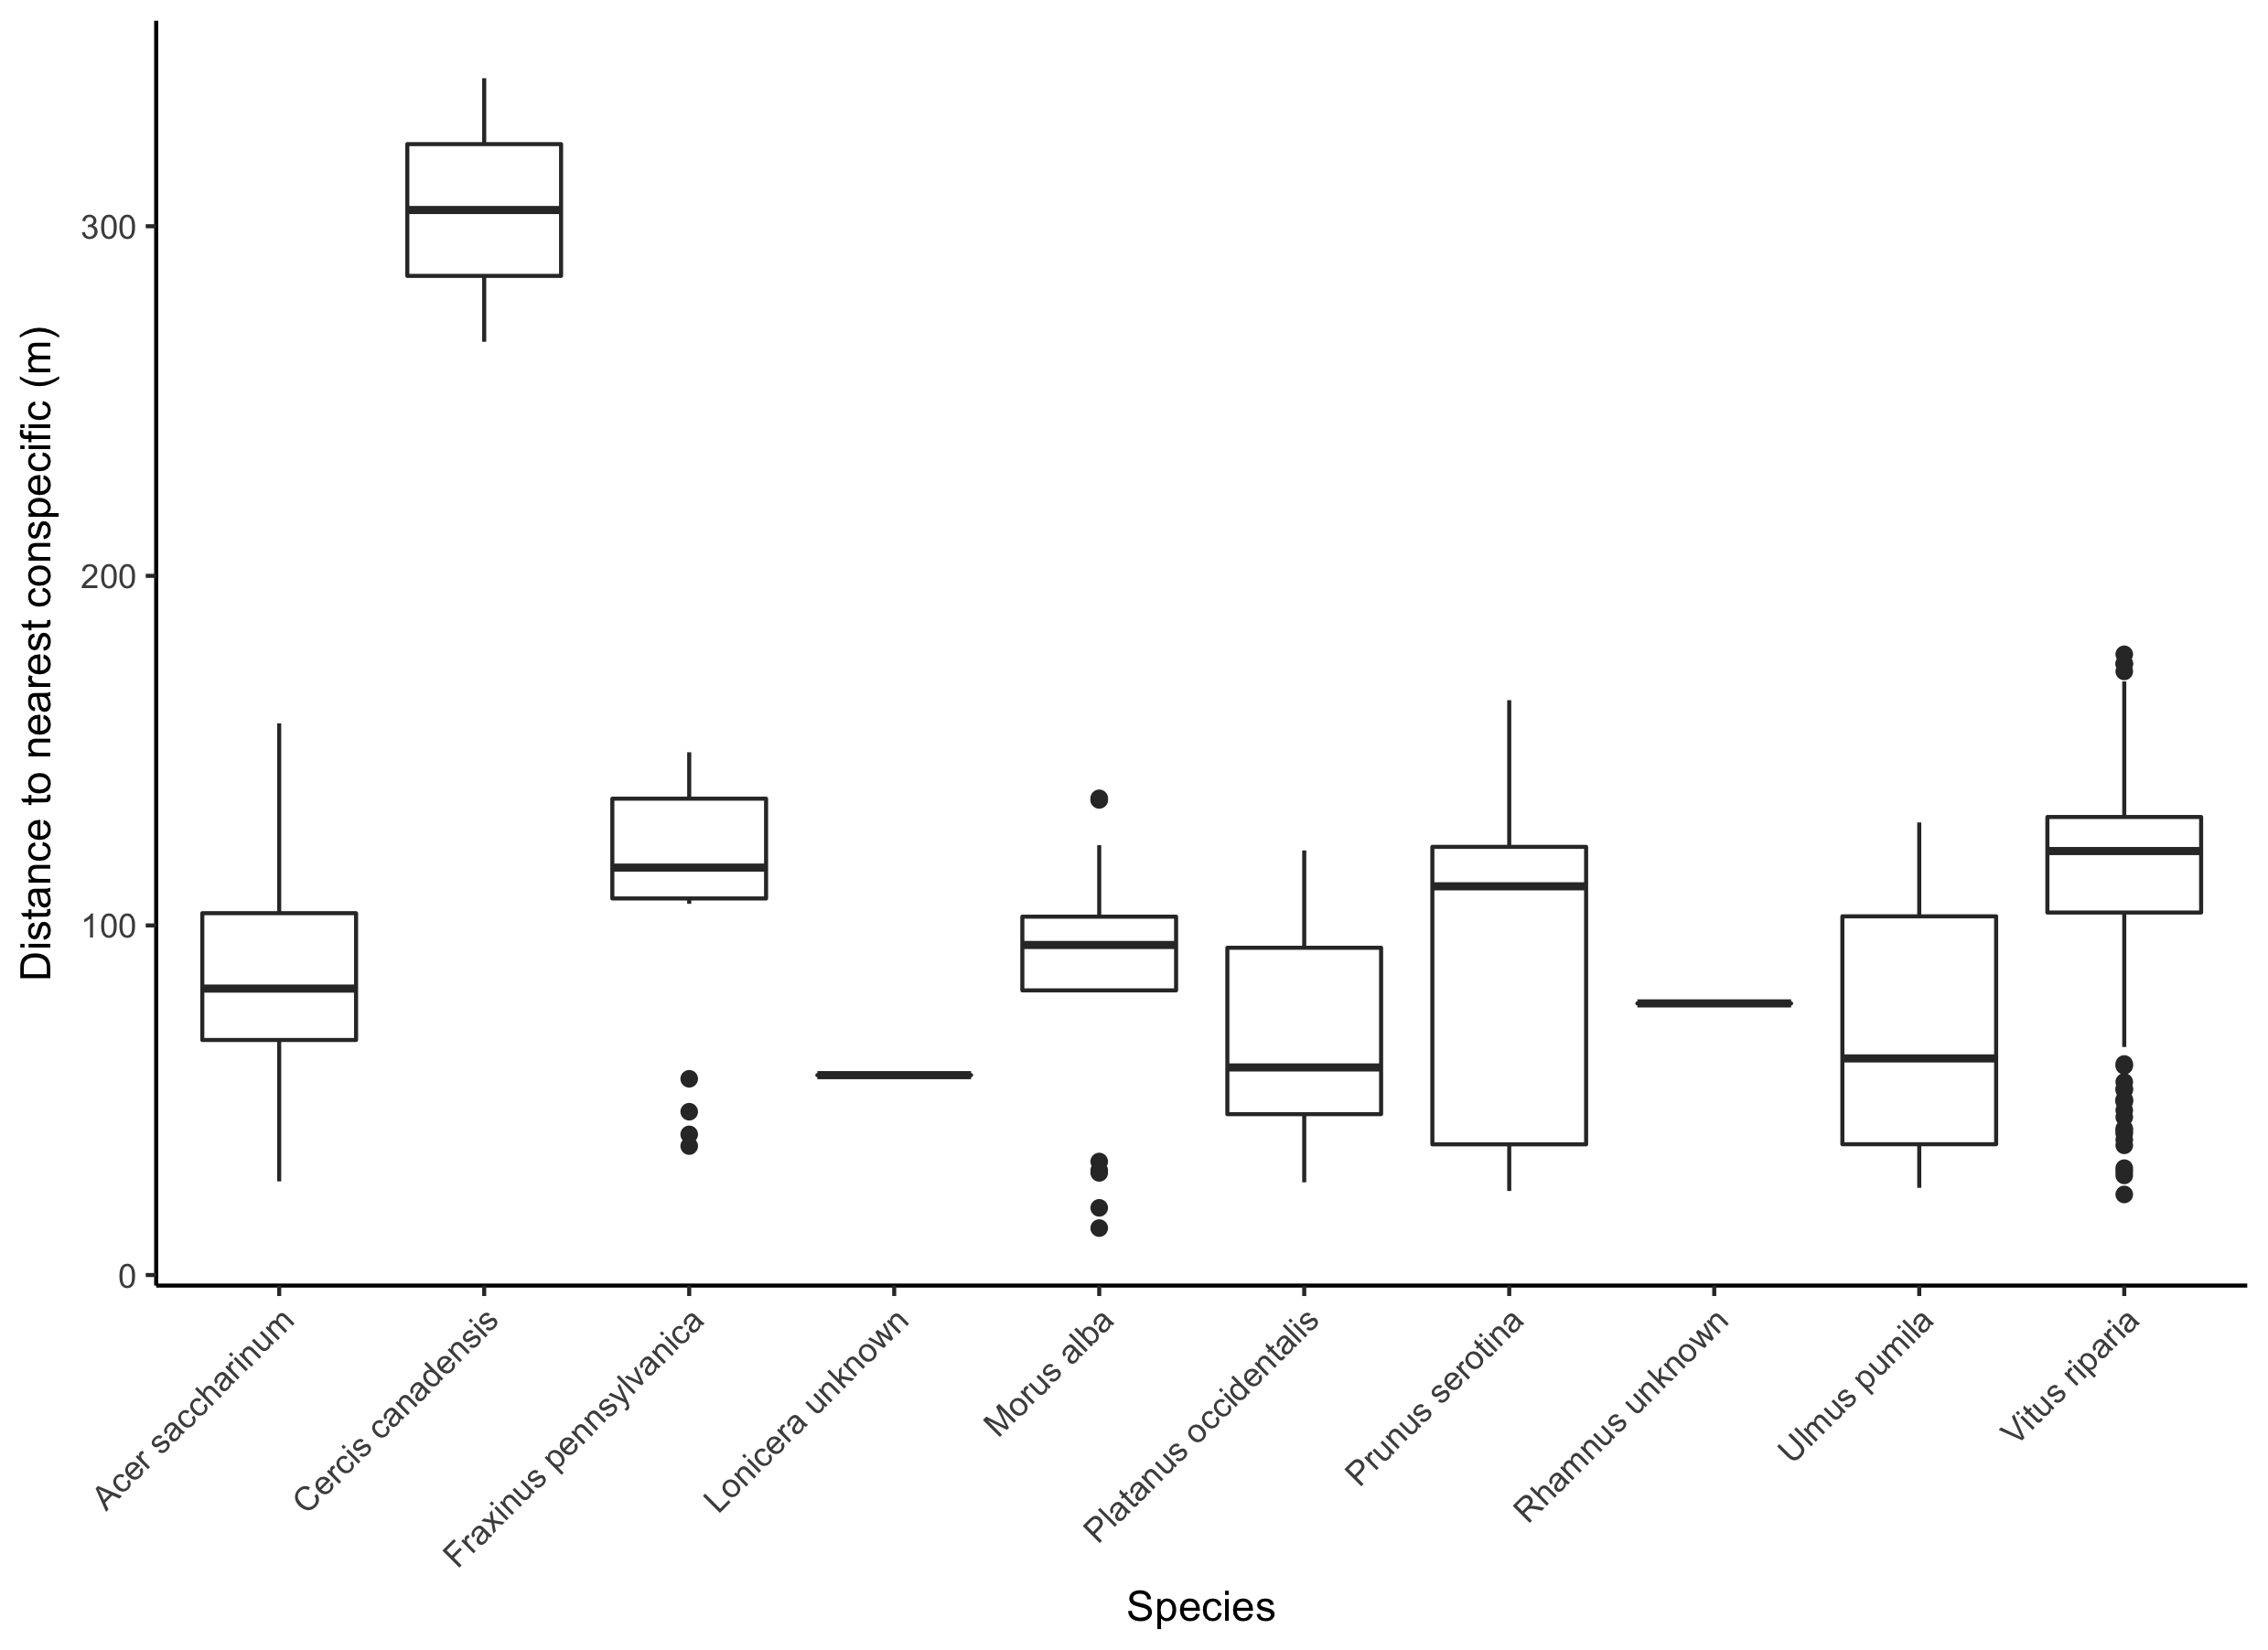 Distance to nearest conspecific (m)
300
200
100
0
Acer saccharinum
Cercis canadensis
Fraxinus pennsylvanica
Lonicera unknown
Morus alba
Platanus occidentalis
Prunus serotina
Rhamnus unknown
Ulmus pumila
Vitus riparia
Species